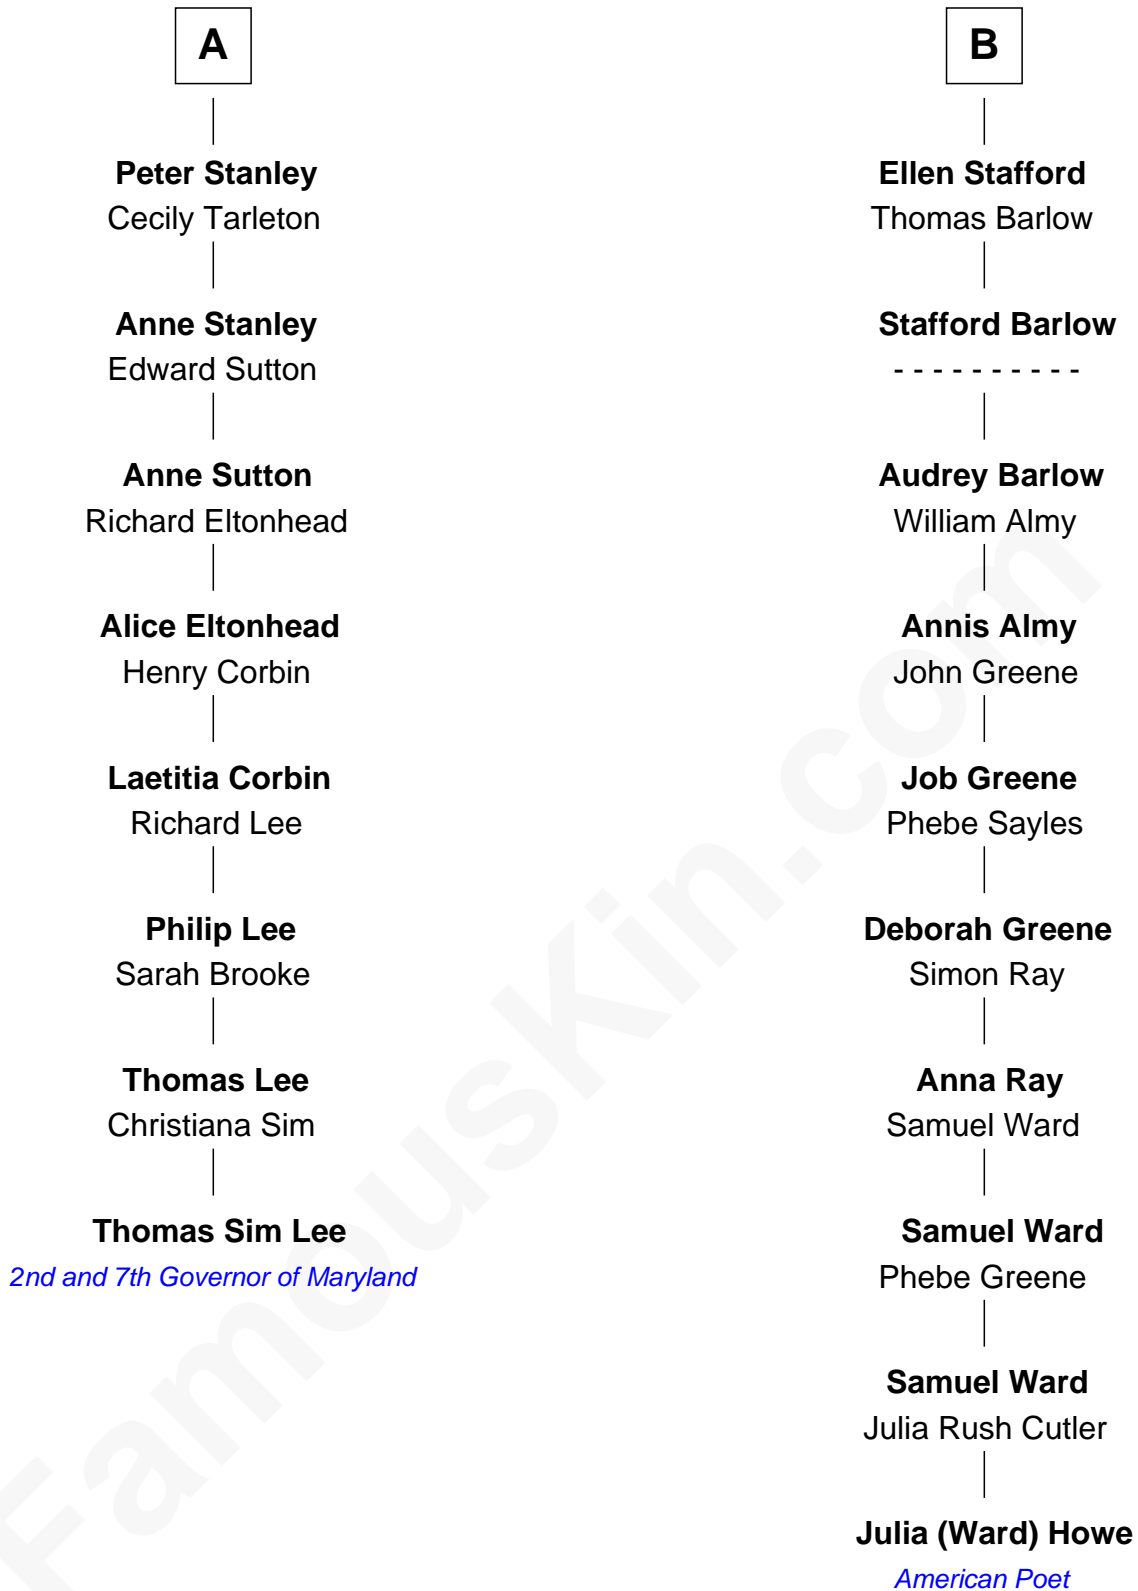 A
Peter Stanley
Cecily Tarleton
Anne Stanley
Edward Sutton
Anne Sutton
Richard Eltonhead
Alice Eltonhead
Henry Corbin
Laetitia Corbin
Richard Lee
Philip Lee
Sarah Brooke
Thomas Lee
Christiana Sim
Thomas Sim Lee
2nd and 7th Governor of Maryland
B
Ellen Stafford
Thomas Barlow
Stafford Barlow
- - - - - - - - - -
Audrey Barlow
William Almy
Annis Almy
John Greene
Job Greene
Phebe Sayles
Deborah Greene
Simon Ray
Anna Ray
Samuel Ward
Samuel Ward
Phebe Greene
Samuel Ward
Julia Rush Cutler
Julia (Ward) Howe
American Poet
FamousKin.com